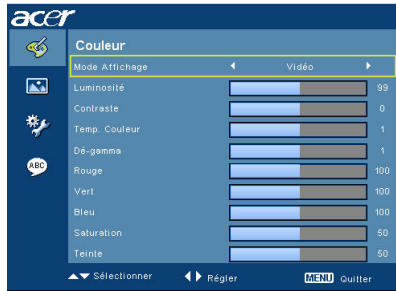 acer
Couleur
Mode Affichage Vidéo
Luminosité 99
Contraste 0
Temp. Couleur 1
Dé-gamma 1
Rouge 100
Vert 100
Bleu 100
Saturation 50
Teinte 50
ABC
Sélectionner Régler MENU Quitter